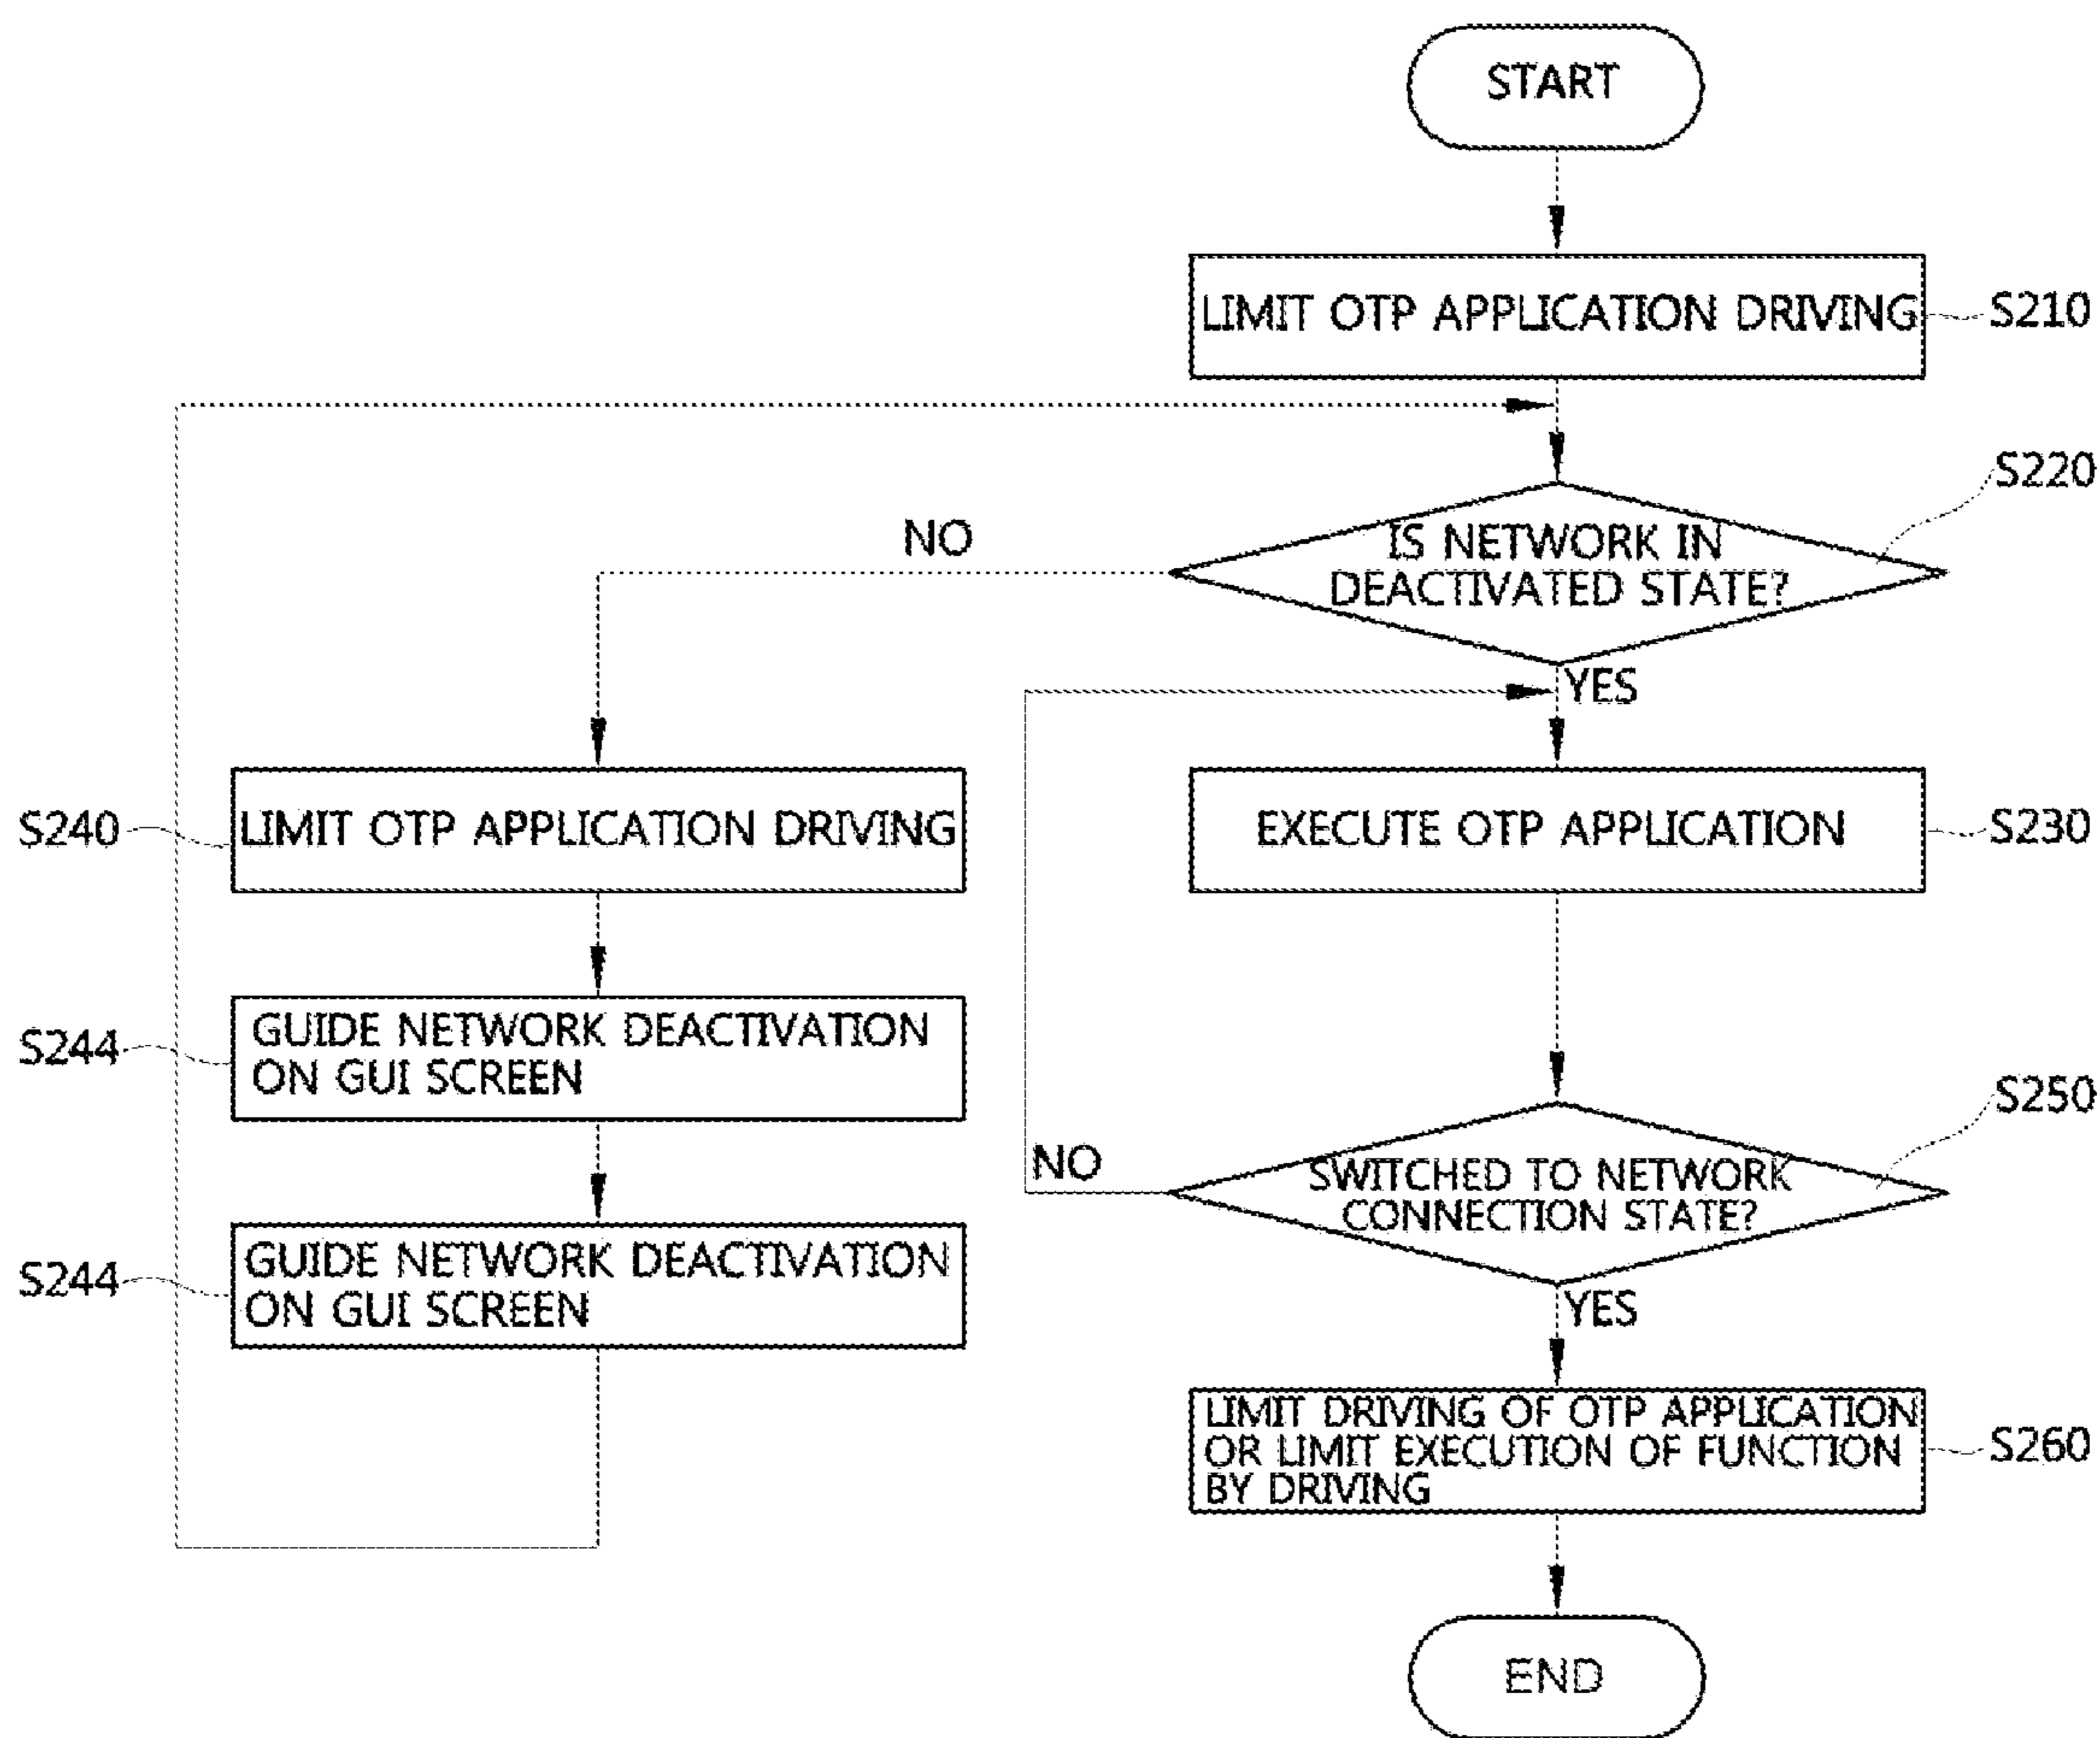 START
LIMIT OTP APPLICATION DRIVING
S210
S220
IS NETWORK IN
DEACTIVATED STATE?
NO
YES
S240
LIMIT OTP APPLICATION DRIVING
EXECUTE OTP APPLICATION
S230
S244
GUIDE NETWORK DEACTIVATION
ON GUI SCREEN
S250
NO
SWITCHED TO NETWORK
CONNECTION STATE?
S244
GUIDE NETWORK DEACTIVATION
ON GUI SCREEN
YES
LIMIT DRIVING OF OTP APPLICATION
OR LIMIT EXECUTION OF FUNCTION
BY DRIVING
S260
END